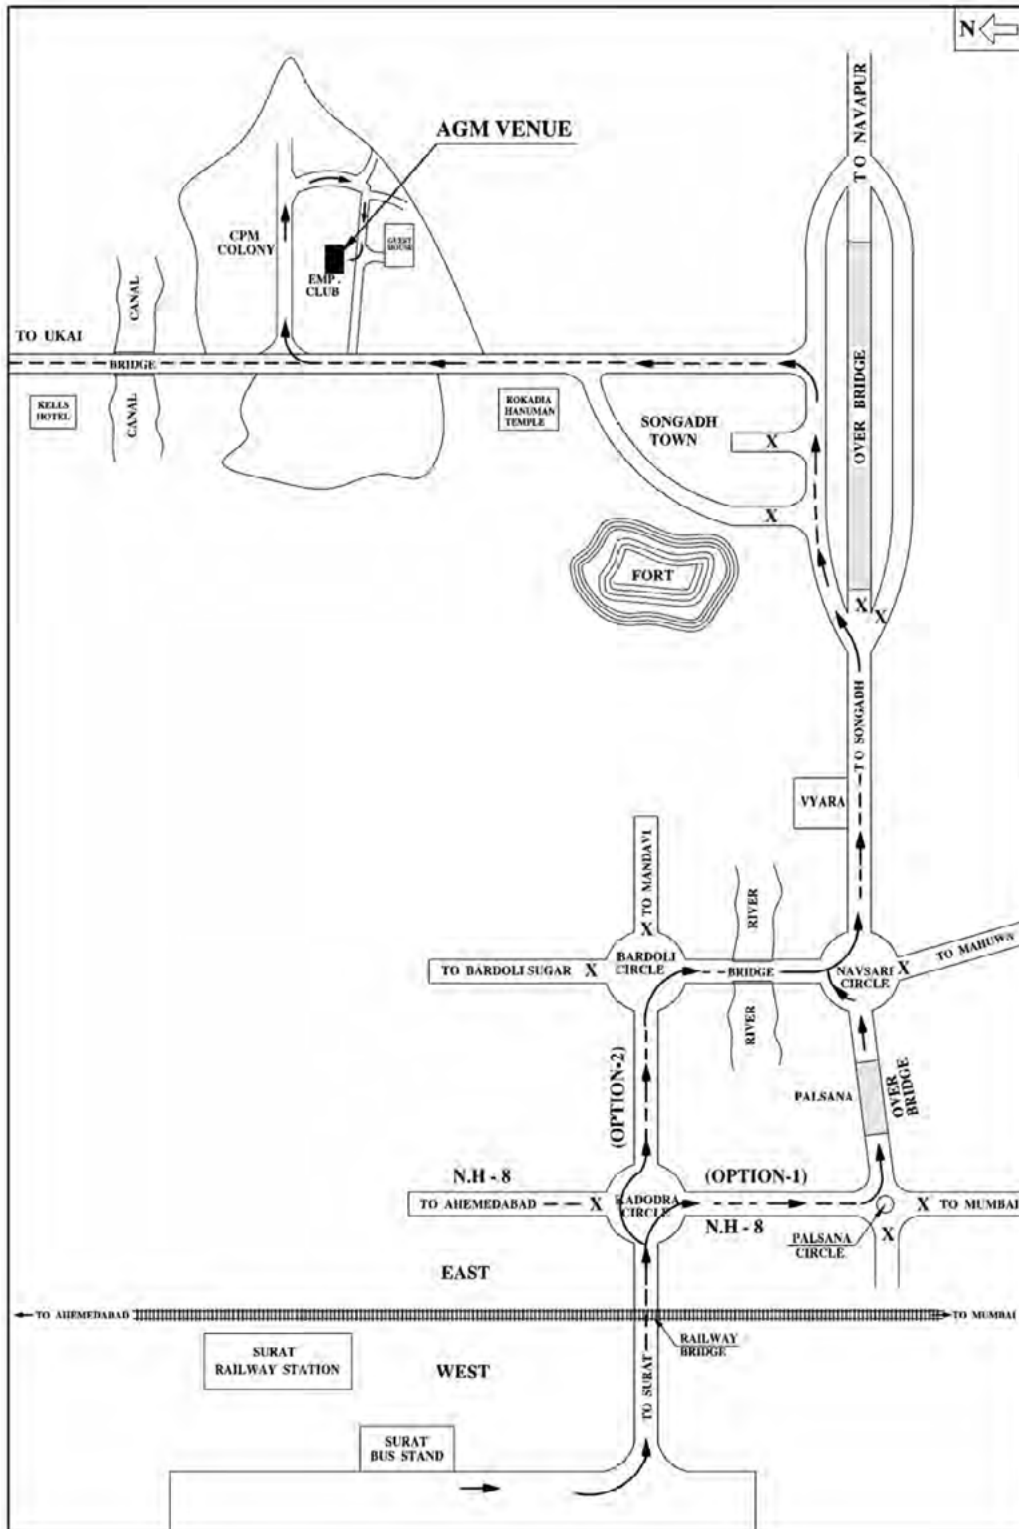 N
TO NAVAPUR
AGM VENUE
CPM
COLONY
GUEST
HOUSE
EMP.
CLUB
CANAL
TO UKAI
BRIDGE
KELLS
HOTEL
CANAL
ROKADIA
HANUMAN
TEMPLE
SONGADH
TOWN
X
X
OVER BRIDGE
FORT
X
X
TO SONGADH
VYARA
TO MANDAVI
X
RIVER
TO BARDOLI SUGAR
X
BARDOLI
CIRCLE
BRIDGE
NAVSARI
CIRCLE
X
TO MAHUWA
RIVER
(OPTION-2)
PALSANA
OVER
BRIDGE
N.H - 8
(OPTION-1)
TO AHEMEDABAD
X
KADODRA
CIRCLE
N.H - 8
X
TO MUMBAI
X
PALSANA
CIRCLE
EAST
TO AHEMEDABAD
TO MUMBAI
RAILWAY
BRIDGE
SURAT
RAILWAY STATION
WEST
TO SURAT
SURAT
BUS STAND